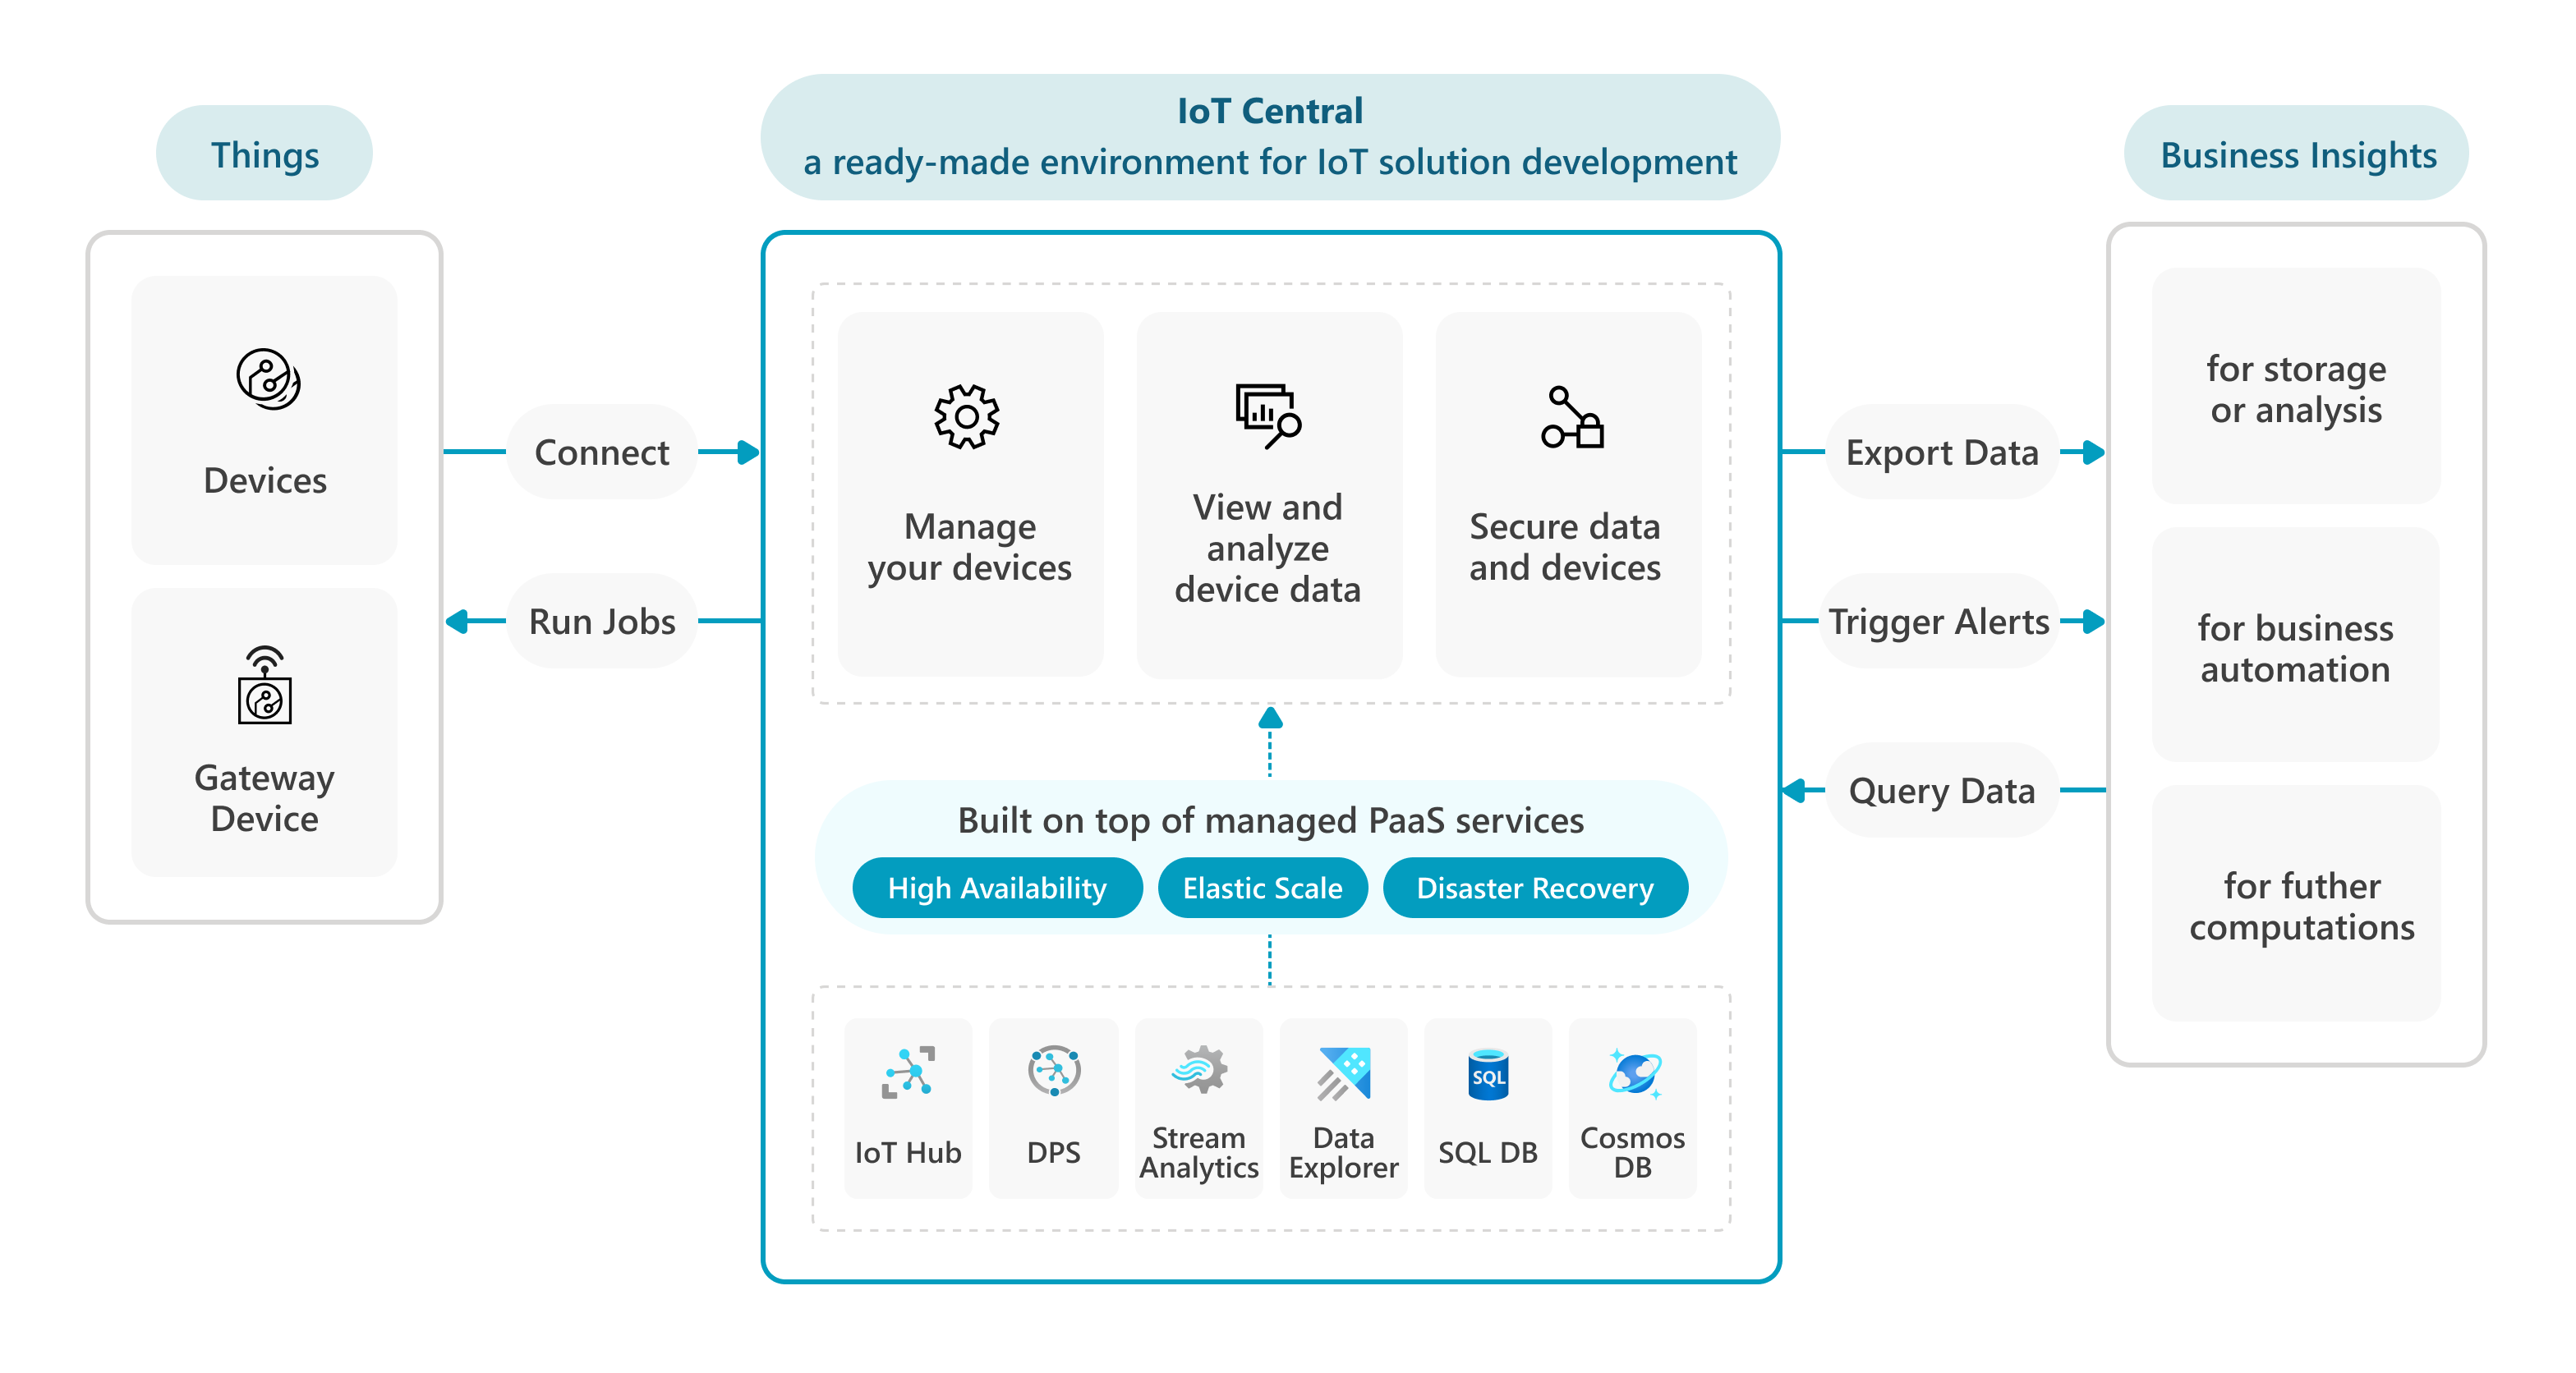 Things
Devices
Gateway
Device
Connect
Run Jobs
IoT Central
a ready-made environment for IoT solution development
Manage
your devices
View and
analyze
device data
Secure data
and devices
Built on top of managed PaaS services
High Availability
Elastic Scale
Disaster Recovery
IoT Hub
DPS
Stream
Analytics
Data
Explorer
SQL
SQL DB
Cosmos
DB
Export Data
Trigger Alerts
Query Data
Business Insights
for storage
or analysis
for business
automation
for futher
computations